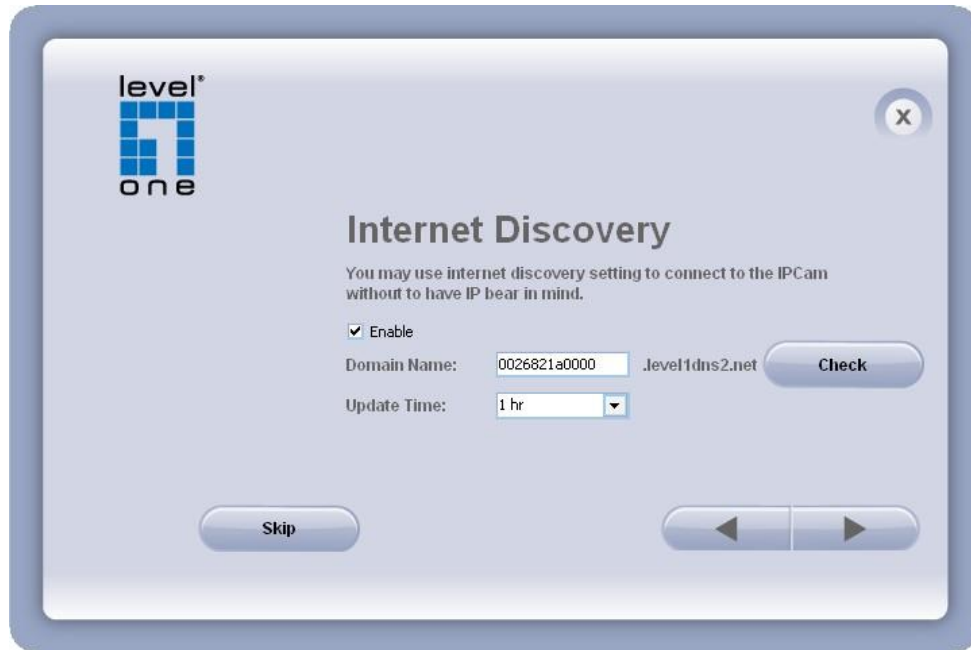 level®
one
X
Internet Discovery
You may use internet discovery setting to connect to the IPCam
without to have IP bear in mind.
Enable
Domain Name: 0026821a0000 .level1dns2.net Check
Update Time: 1 hr
Skip